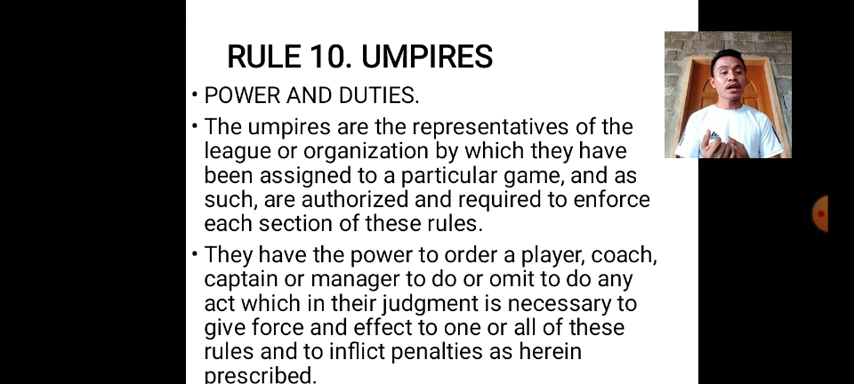 RULE 10. UMPIRES
• POWER AND DUTIES.
• The umpires are the representatives of the
league or organization by which they have
been assigned to a particular game, and as
such, are authorized and required to enforce
each section of these rules.
• They have the power to order a player, coach,
captain or manager to do or omit to do any
act which in their judgment is necessary to
give force and effect to one or all of these
rules and to inflict penalties as herein
prescribed.